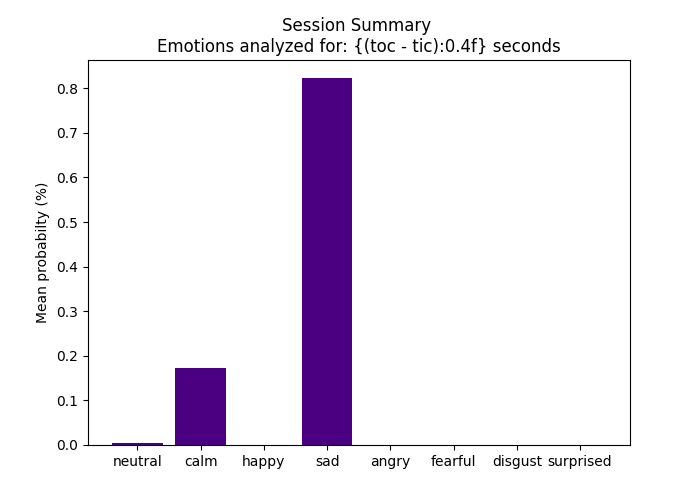 Session Summary
Emotions analyzed for: {(toc - tic):0.4f} seconds
Mean probabilty (%)
0.8
0.7
0.6
0.5
0.4
0.3
0.2
0.1
0.0
neutral calm happy sad angry fearful disgust surprised